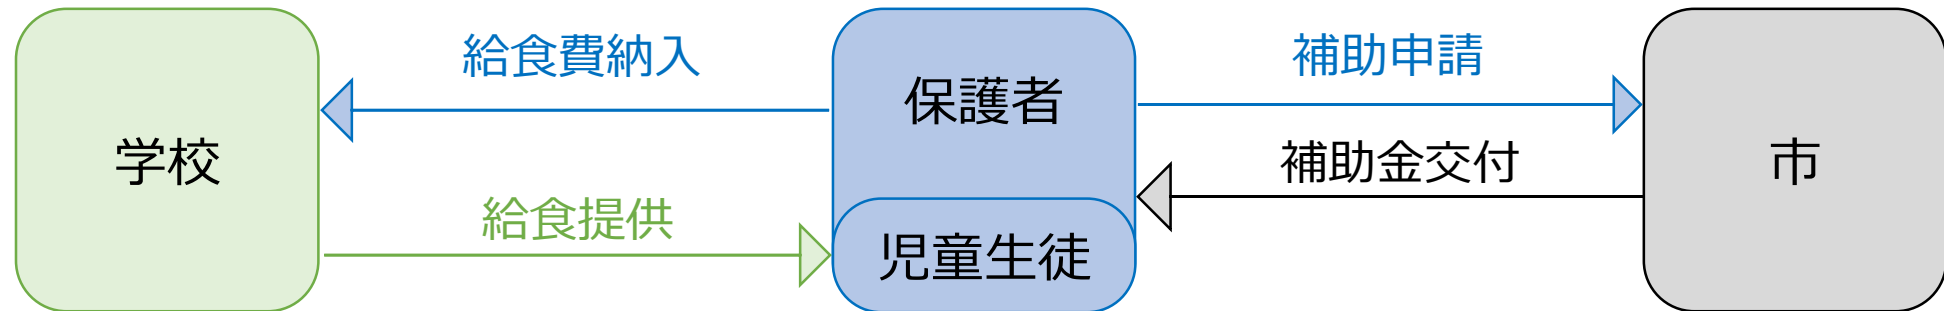 給食費納入
補助申請
保護者
学校
補助金交付
市
給食提供
児童生徒